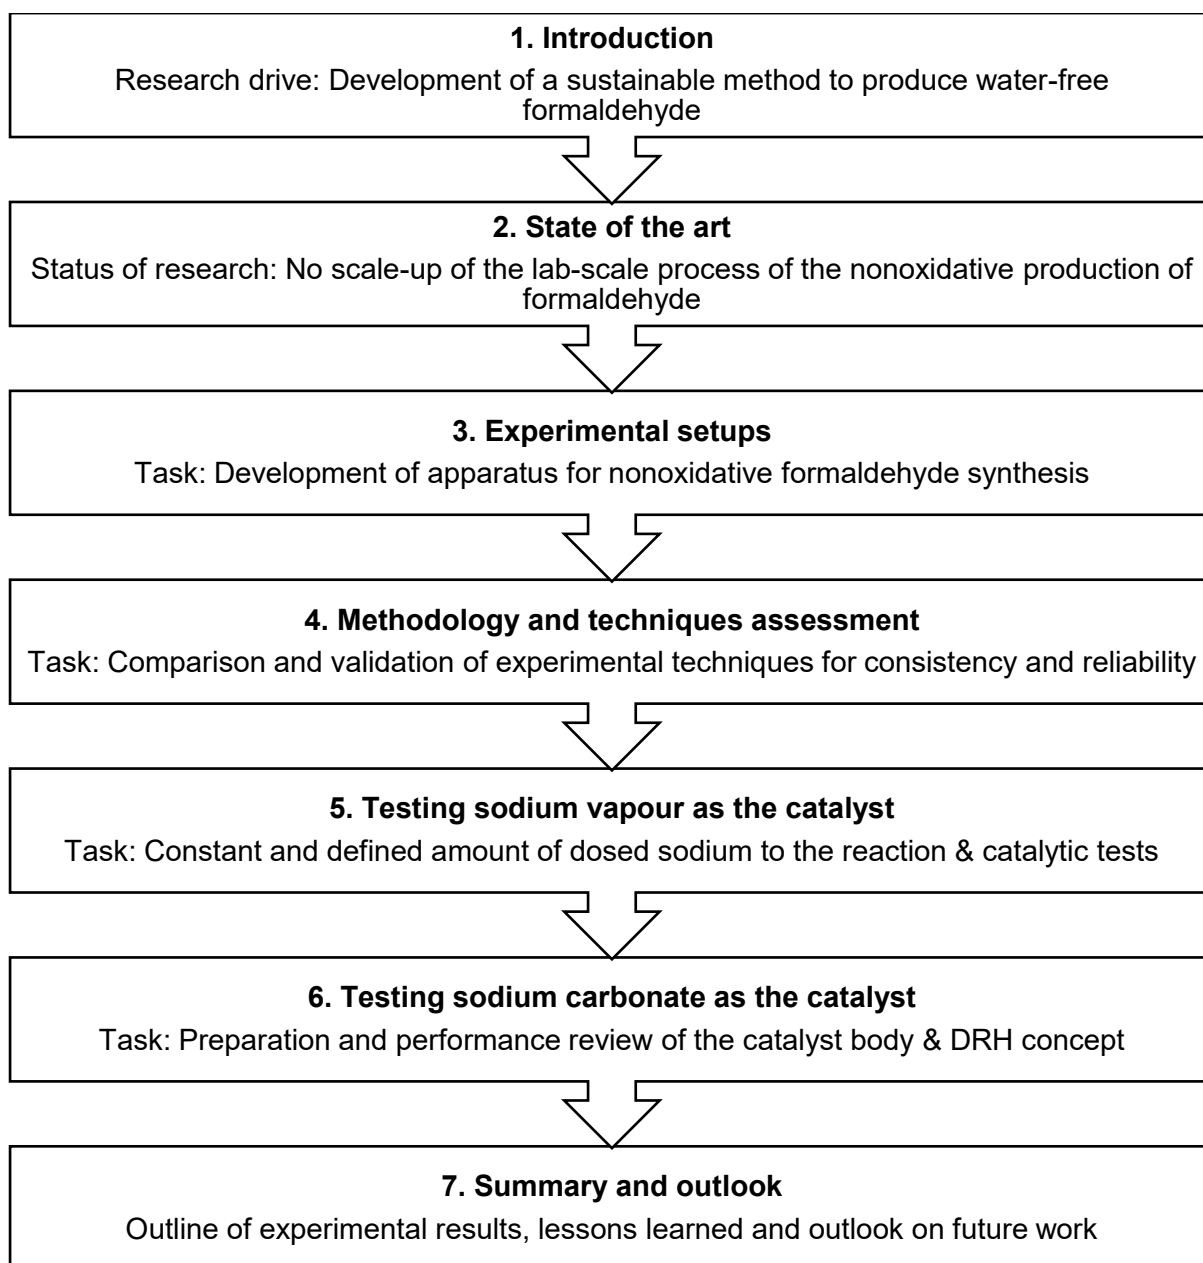 1. Introduction
Research drive: Development of a sustainable method to produce water-free
formaldehyde
2. State of the art
Status of research: No scale-up of the lab-scale process of the nonoxidative production of
formaldehyde
3. Experimental setups
Task: Development of apparatus for nonoxidative formaldehyde synthesis
4. Methodology and techniques assessment
Task: Comparison and validation of experimental techniques for consistency and reliability
5. Testing sodium vapour as the catalyst
Task: Constant and defined amount of dosed sodium to the reaction & catalytic tests
6. Testing sodium carbonate as the catalyst
Task: Preparation and performance review of the catalyst body & DRH concept
7. Summary and outlook
Outline of experimental results, lessons learned and outlook on future work